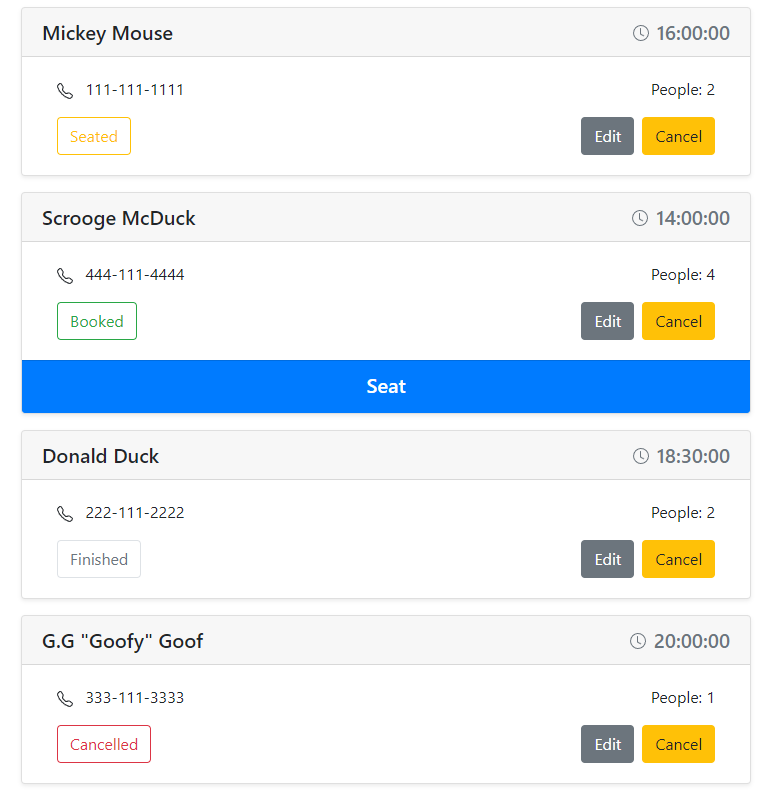 Mickey Mouse 16:00:00
111-111-1111 People: 2
Seated Edit Cancel
Scrooge McDuck 14:00:00
444-111-4444 People: 4
Booked Edit Cancel
Seat
Donald Duck 18:30:00
222-111-2222 People: 2
Finished Edit Cancel
G.G "Goofy" Goof 20:00:00
333-111-3333 People: 1
Cancelled Edit Cancel